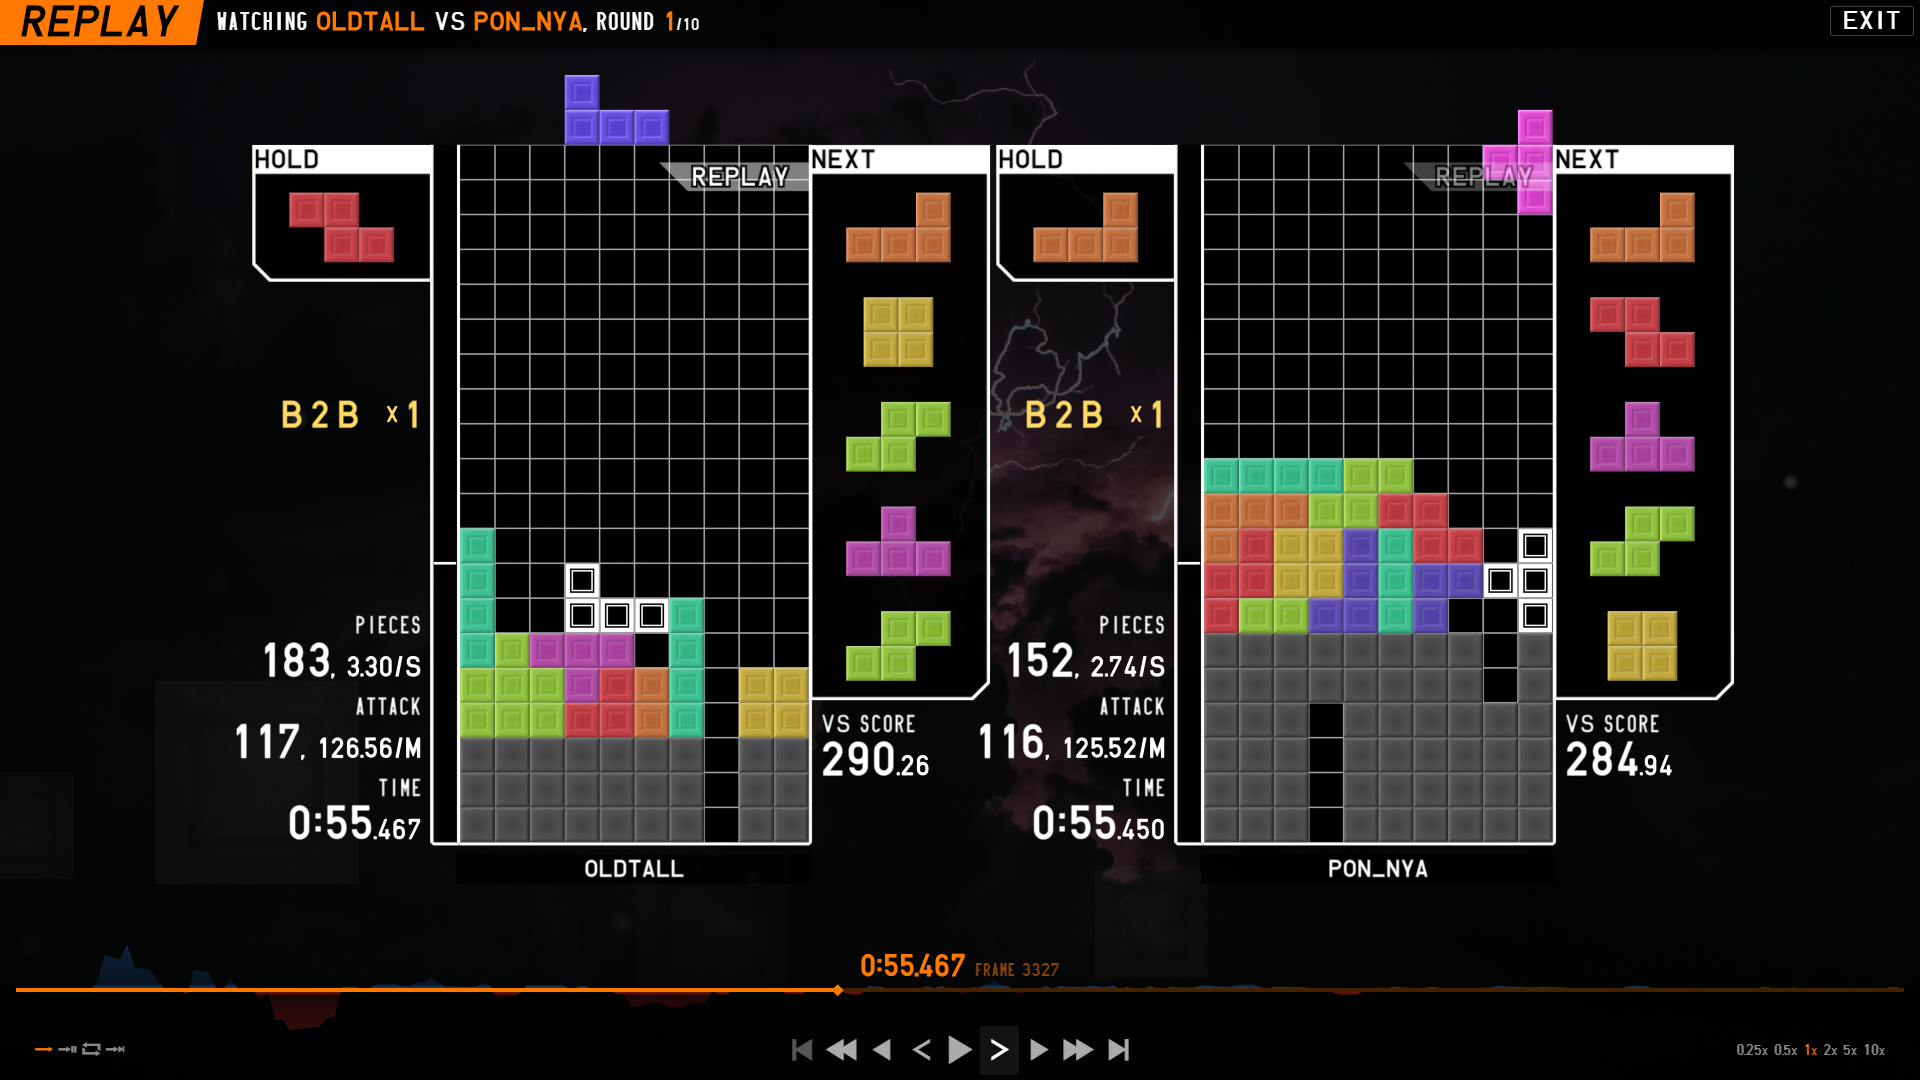 REPLAY WATCHING OLDTALL VS PON_NYA, ROUND 1/10 EXIT
HOLD
REPLAY
NEXT
B2B x1
PIECES
183, 3.30/S
ATTACK
117, 126.56/M
TIME
0:55.467
VS SCORE
290.26
OLDTALL
HOLD
REPLAY
NEXT
B2B x1
PIECES
152, 2.74/S
ATTACK
116, 125.52/M
TIME
0:55.450
VS SCORE
284.94
PON_NYA
0:55.467 FRAME 3327
0.25x 0.5x 1x 2x 5x 10x